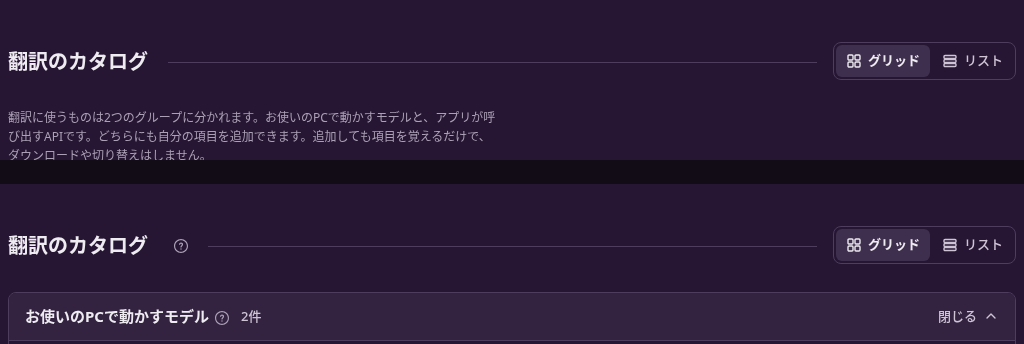 翻訳のカタログ
グリッド
リスト
翻訳に使うものは2つのグループに分かれます。お使いのPCで動かすモデルと、アプリが呼
び出すAPIです。どちらにも自分の項目を追加できます。追加しても項目を覚えるだけで、
ダウンロードや切り替えはしません。
翻訳のカタログ
グリッド
リスト
お使いのPCで動かすモデル 2件
閉じる